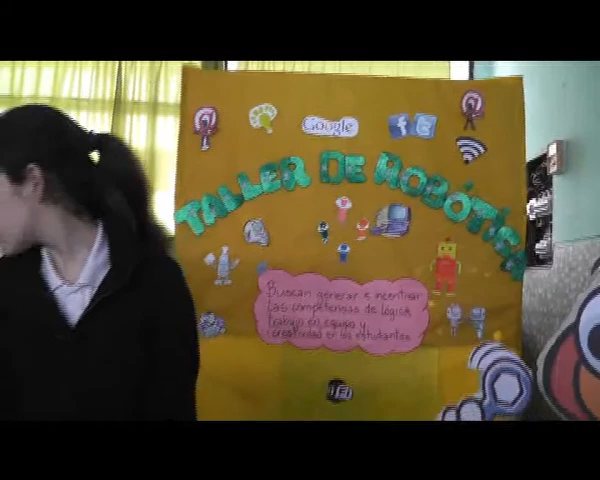 Google
TALLER DE ROBÓTICA
Buscan generar e incentivar
las competencias de lógica,
trabajo en equipo y
creatividad en los estudiantes